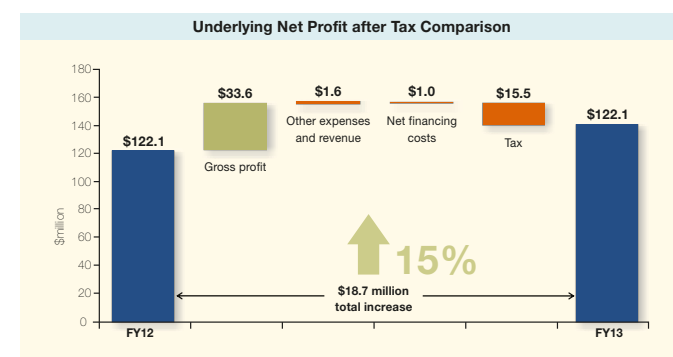 Underlying Net Profit after Tax Comparison
$million
180
160
140
120
100
80
60
40
20
0
$122.1
$33.6
Gross profit
$1.6
Other expenses
and revenue
$1.0
Net financing
costs
$15.5
Tax
$122.1
15%
$18.7 million
total increase
FY12
FY13